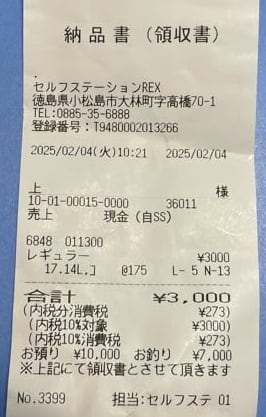 納品書(領収書)
.
セルフステーションREX
徳島県小松島市大林町字高橋70-1
TEL:0885-35-6888
登録番号:T9480002013266
2025/02/04(火)10:21 2025/02/04
上 様
10-01-00015-0000 36011
売上 現金(自SS)
6848 011300
レギュラー ¥3000
17.14L,] @175 L- 5 N-13
合計 ¥3,000
(内税分消費税 ¥273)
(内税10%対象 ¥3000)
(内税10%消費税 ¥273)
お預り ¥10,000 お釣り ¥7,000
※上記にて領収書とさせて頂きます
No.3399 担当:セルフステ 01